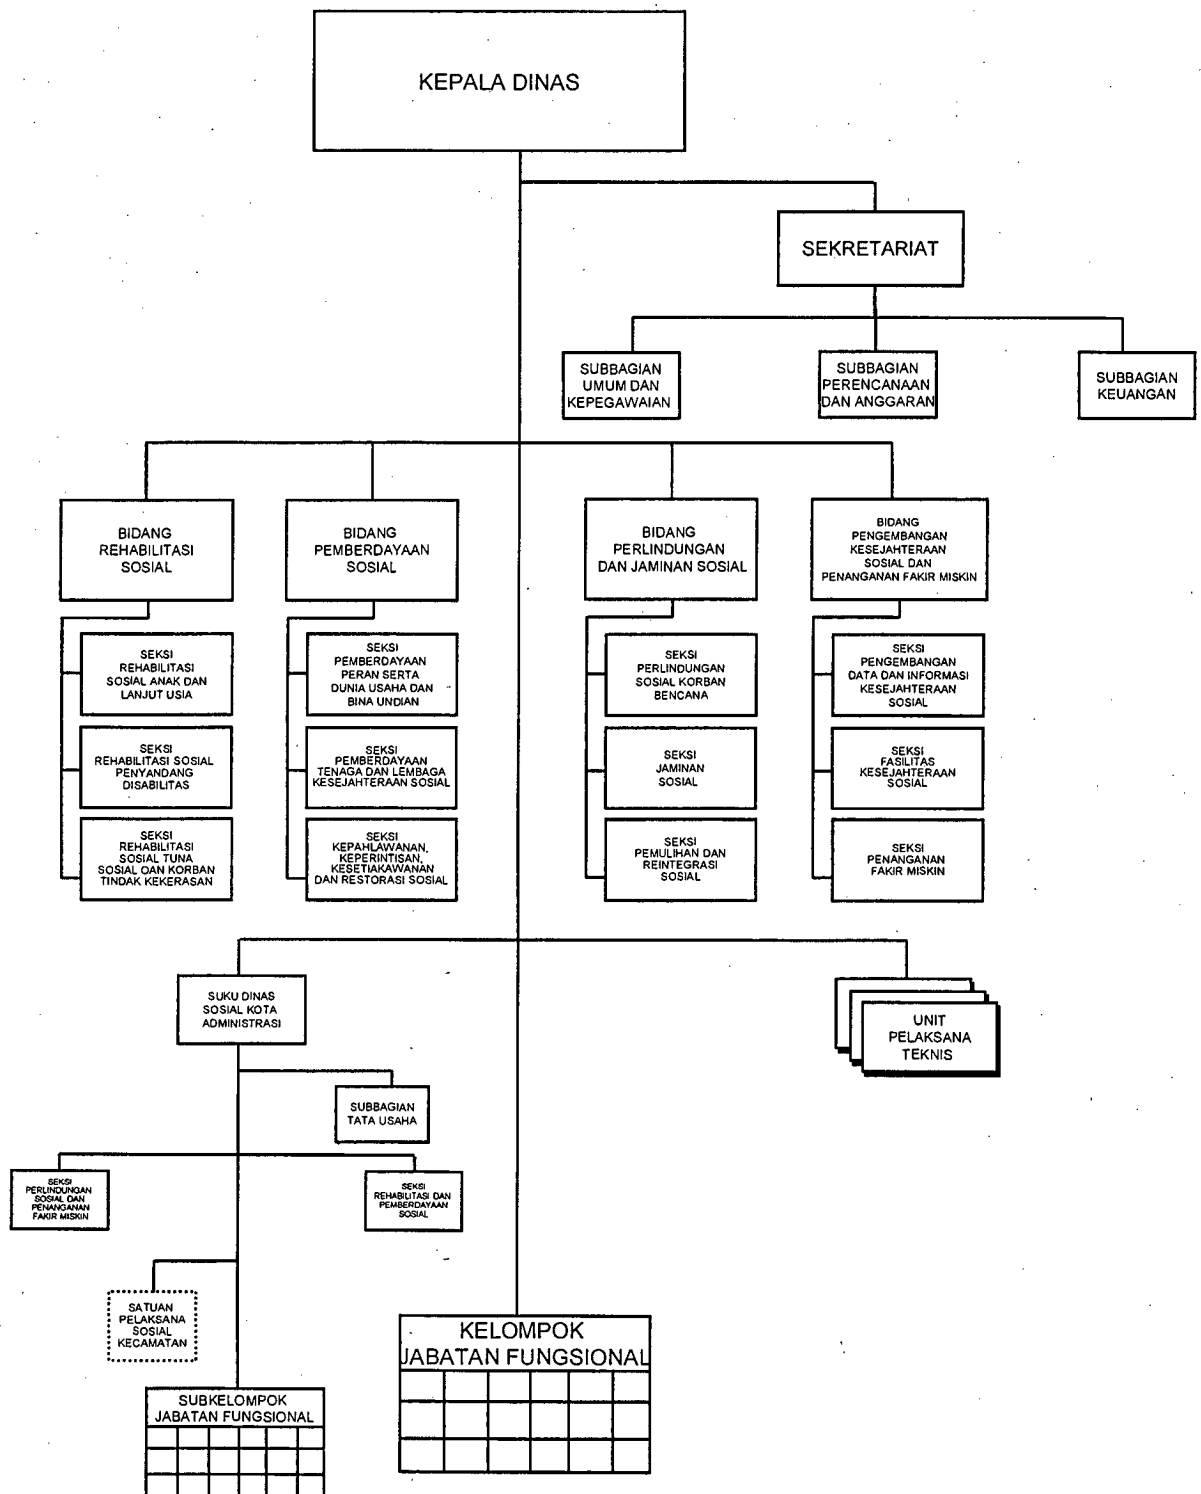 KEPALA DINAS
SEKRETARIAT
SUBBAGIAN
UMUM DAN
KEPEGAWAIAN
SUBBAGIAN
PERENCANAAN
DAN ANGGARAN
SUBBAGIAN
KEUANGAN
BIDANG
REHABILITASI
SOSIAL
BIDANG
PEMBERDAYAAN
SOSIAL
BIDANG
PERLINDUNGAN
DAN JAMINAN SOSIAL
BIDANG
PENGEMBANGAN
KESEJAHTERAAN
SOSIAL DAN
PENANGANAN FAKIR MISKIN
SEKSI
REHABILITASI
SOSIAL ANAK DAN
LANJUT USIA
SEKSI
PEMBERDAYAAN
PERAN SERTA
DUNIA USAHA DAN
BINA UNDIAN
SEKSI
PERLINDUNGAN
SOSIAL KORBAN
BENCANA
SEKSI
PENGEMBANGAN
DATA DAN INFORMASI
KESEJAHTERAAN
SOSIAL
SEKSI
REHABILITASI SOSIAL
PENYANDANG
DISABILITAS
SEKSI
PEMBERDAYAAN
TENAGA DAN LEMBAGA
KESEJAHTERAAN SOSIAL
SEKSI
JAMINAN
SOSIAL
SEKSI
FASILITAS
KESEJAHTERAAN
SOSIAL
SEKSI
REHABILITASI
SOSIAL TUNA
SOSIAL DAN KORBAN
TINDAK KEKERASAN
SEKSI
KEPAHLAWANAN,
KEPERINTISAN,
KESETIAKAWANAN
DAN RESTORASI SOSIAL
SEKSI
PEMULIHAN DAN
REINTEGRASI
SOSIAL
SEKSI
PENANGANAN
FAKIR MISKIN
SUKU DINAS
SOSIAL KOTA
ADMINISTRASI
UNIT
PELAKSANA
TEKNIS
SUBBAGIAN
TATA USAHA
SEKSI
PERLINDUNGAN
SOSIAL DAN
PENANGANAN
FAKIR MISKIN
SEKSI
REHABILITASI DAN
PEMBERDAYAAN
SOSIAL
SATUAN
PELAKSANA
SOSIAL
KECAMATAN
KELOMPOK
JABATAN FUNGSIONAL
SUBKELOMPOK
JABATAN FUNGSIONAL